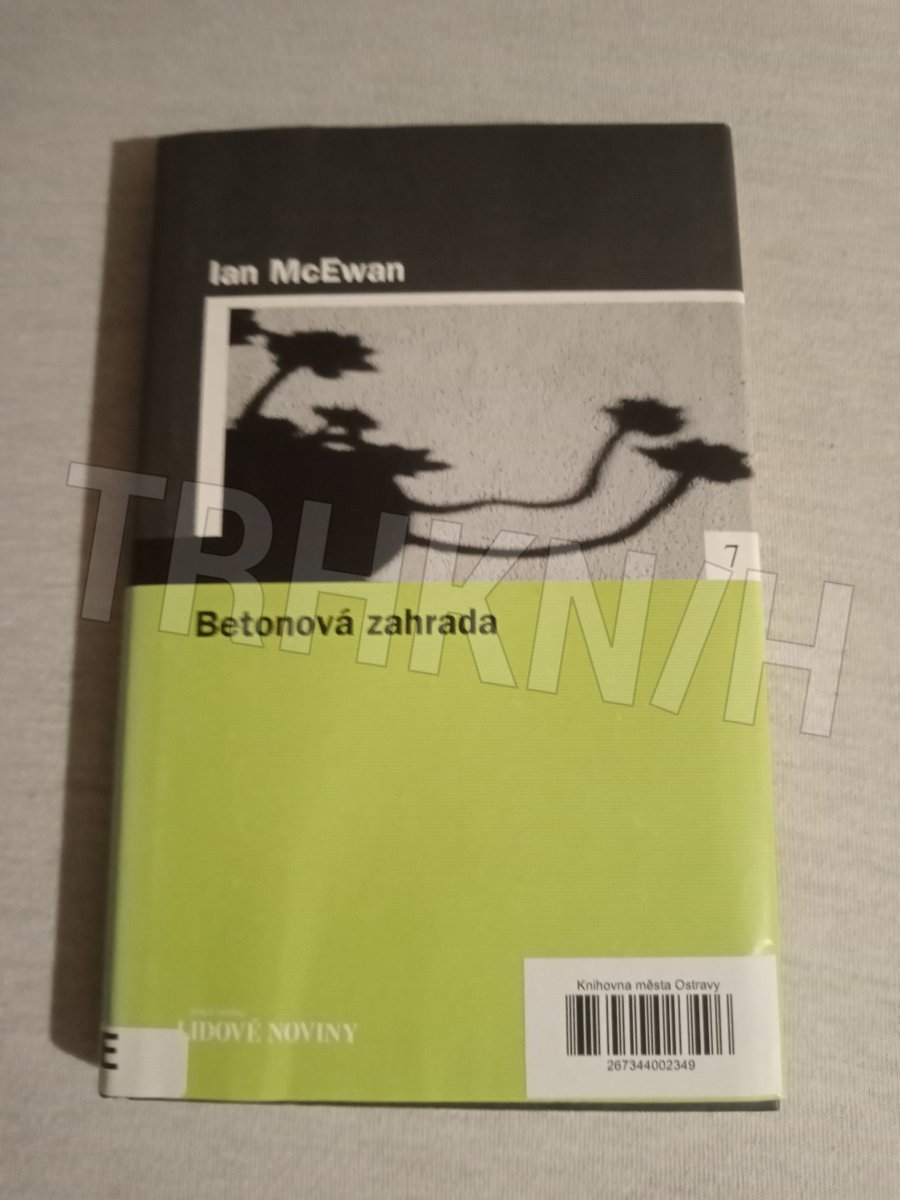 Ian McEwan
7
Betonová zahrada
TRHKNIH
LIDOVÉ NOVINY
E
Knihovna města Ostravy
267344002349